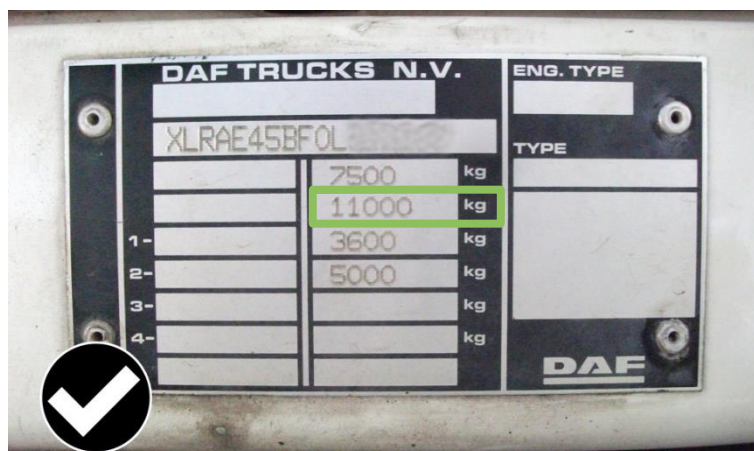 DAF TRUCKS N.V.
ENG. TYPE
XLRAE45BF0L
TYPE
7500 kg
11000 kg
1- 3600 kg
2- 5000 kg
3- kg
4- kg
DAF